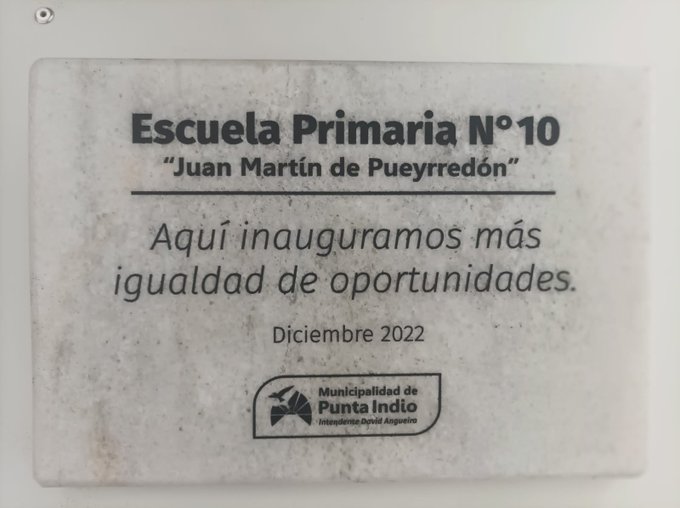 Escuela Primaria N°10
"Juan Martín de Pueyrredón"
Aquí inauguramos más
igualdad de oportunidades.
Diciembre 2022
Municipalidad de
Punta Indio
Intendente David Angueira